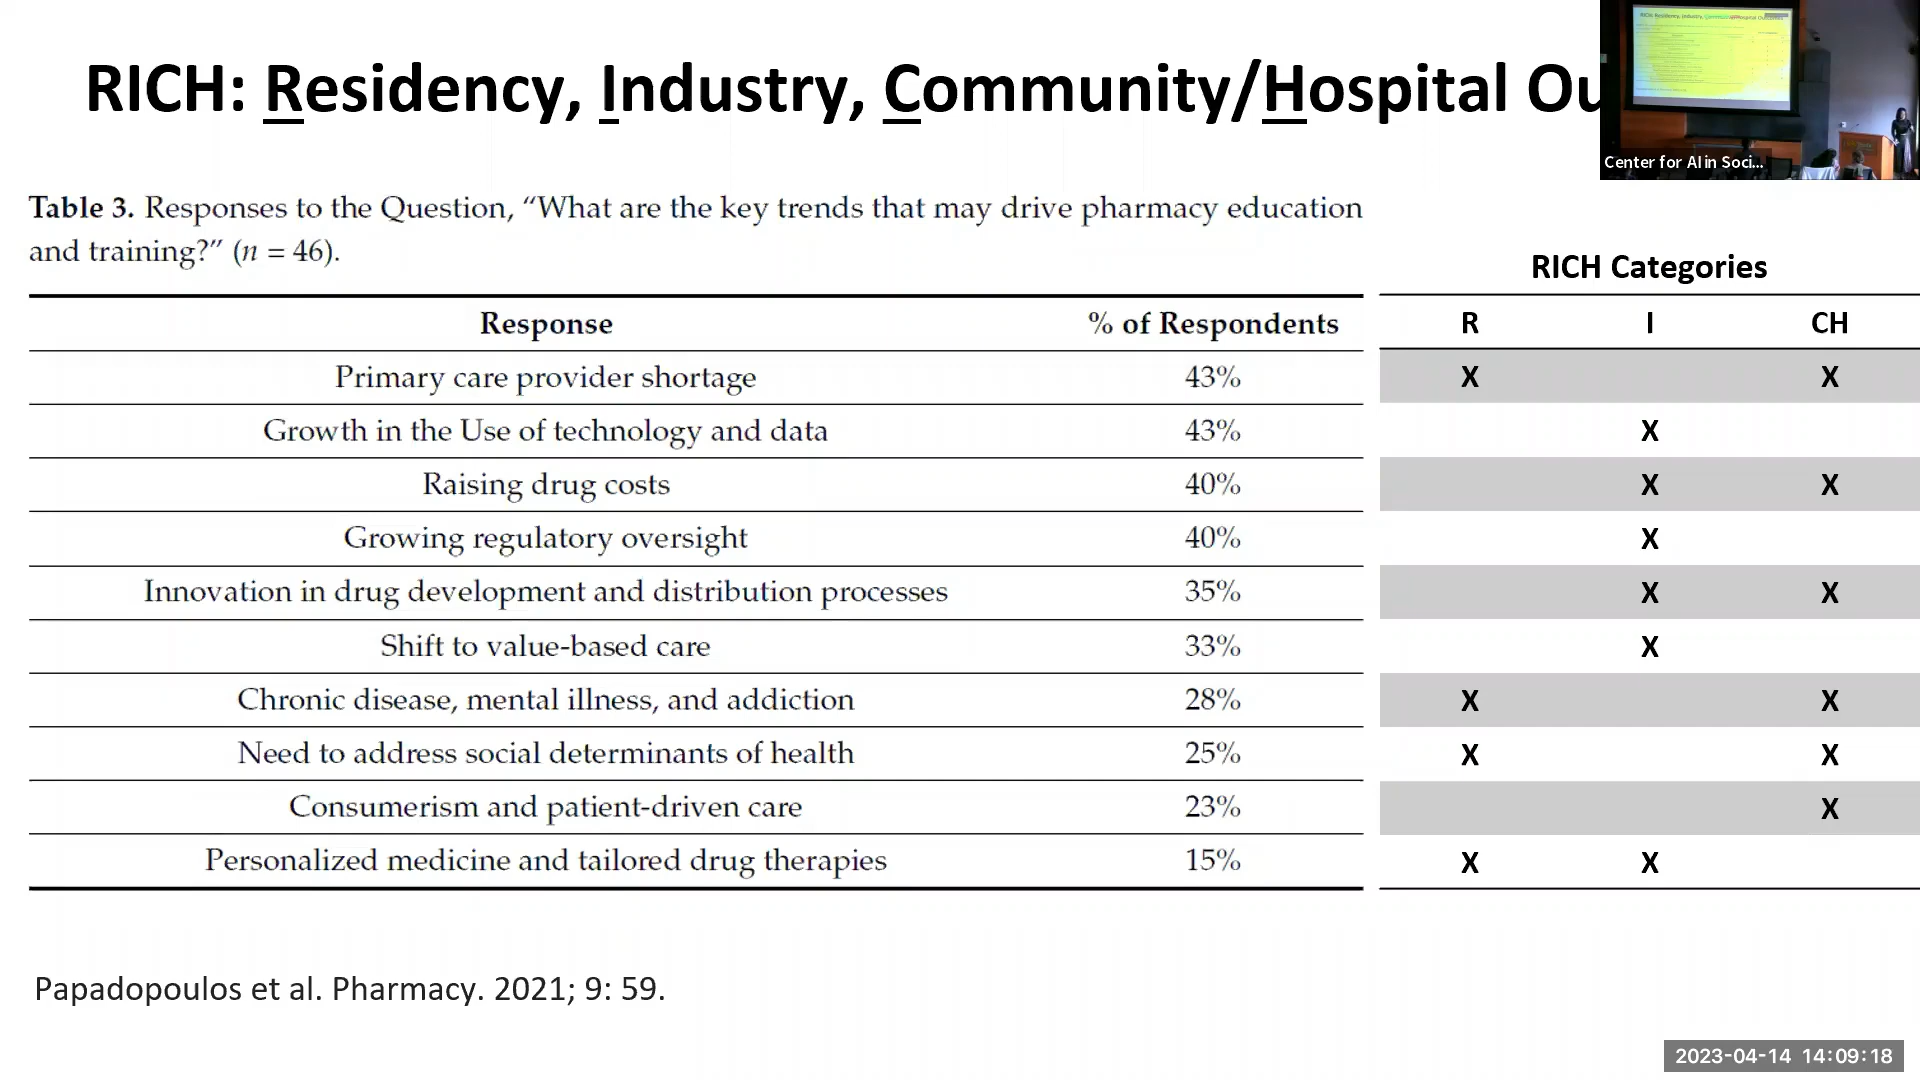 RICH: Residency, Industry, Community/Hospital Ou
Center for AI in Soci...
Table 3. Responses to the Question, “What are the key trends that may drive pharmacy education
and training?” (n = 46).
RICH Categories
Response % of Respondents R I CH
Primary care provider shortage 43% X X
Growth in the Use of technology and data 43% X
Raising drug costs 40% X X
Growing regulatory oversight 40% X
Innovation in drug development and distribution processes 35% X X
Shift to value-based care 33% X
Chronic disease, mental illness, and addiction 28% X X
Need to address social determinants of health 25% X X
Consumerism and patient-driven care 23% X
Personalized medicine and tailored drug therapies 15% X X
Papadopoulos et al. Pharmacy. 2021; 9: 59.
2023-04-14 14:09:18